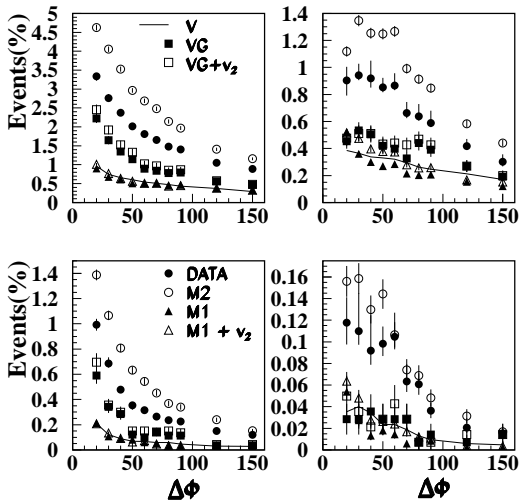 Events(%)
5
4.5
4
3.5
3
2.5
2
1.5
1
0.5
0
0 50 100 150
V
VG
VG+v2
1.4
1.2
1
0.8
0.6
0.4
0.2
0
0 50 100 150
Events(%)
1.4
1.2
1
0.8
0.6
0.4
0.2
0
0 50 100 150
DATA
M2
M1
M1 + v2
ΔΦ
0.16
0.14
0.12
0.1
0.08
0.06
0.04
0.02
0
0 50 100 150
ΔΦ